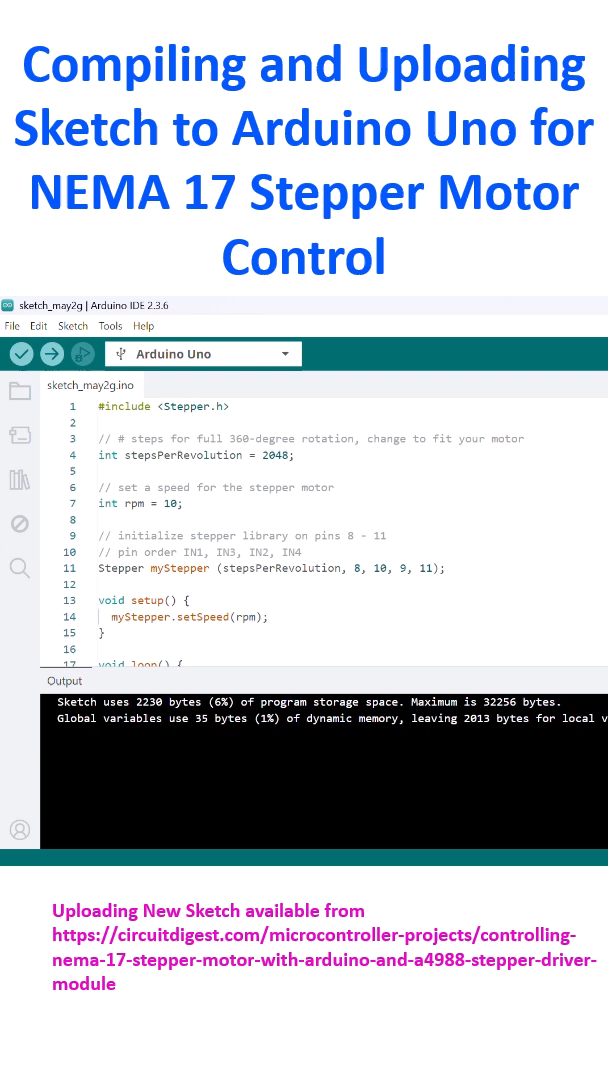 Compiling and Uploading
Sketch to Arduino Uno for
NEMA 17 Stepper Motor
Control
sketch_may2g | Arduino IDE 2.3.6
File Edit Sketch Tools Help
Arduino Uno
sketch_may2g.ino
1 #include <Stepper.h>
2
3 // # steps for full 360-degree rotation, change to fit your motor
4 int stepsPerRevolution = 2048;
5
6 // set a speed for the stepper motor
7 int rpm = 10;
8
9 // initialize stepper library on pins 8 - 11
10 // pin order IN1, IN3, IN2, IN4
11 Stepper myStepper (stepsPerRevolution, 8, 10, 9, 11);
12
13 void setup() {
14 myStepper.setSpeed(rpm);
15 }
16
17 void loop() {
Output
Sketch uses 2230 bytes (6%) of program storage space. Maximum is 32256 bytes.
Global variables use 35 bytes (1%) of dynamic memory, leaving 2013 bytes for local v
Uploading New Sketch available from
https://circuitdigest.com/microcontroller-projects/controlling-
nema-17-stepper-motor-with-arduino-and-a4988-stepper-driver-
module